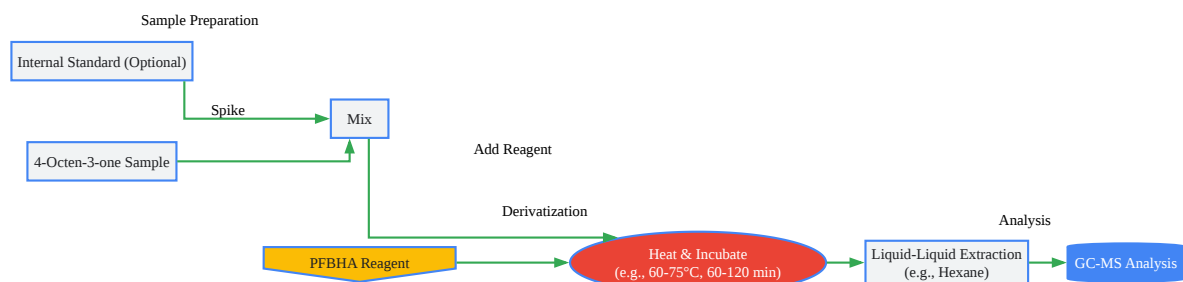 Sample Preparation
Internal Standard (Optional)
Spike
Mix
4-Octen-3-one Sample
Add Reagent
Derivatization
PFBHA Reagent
Heat & Incubate
(e.g., 60-75°C, 60-120 min)
Analysis
Liquid-Liquid Extraction
(e.g., Hexane)
GC-MS Analysis